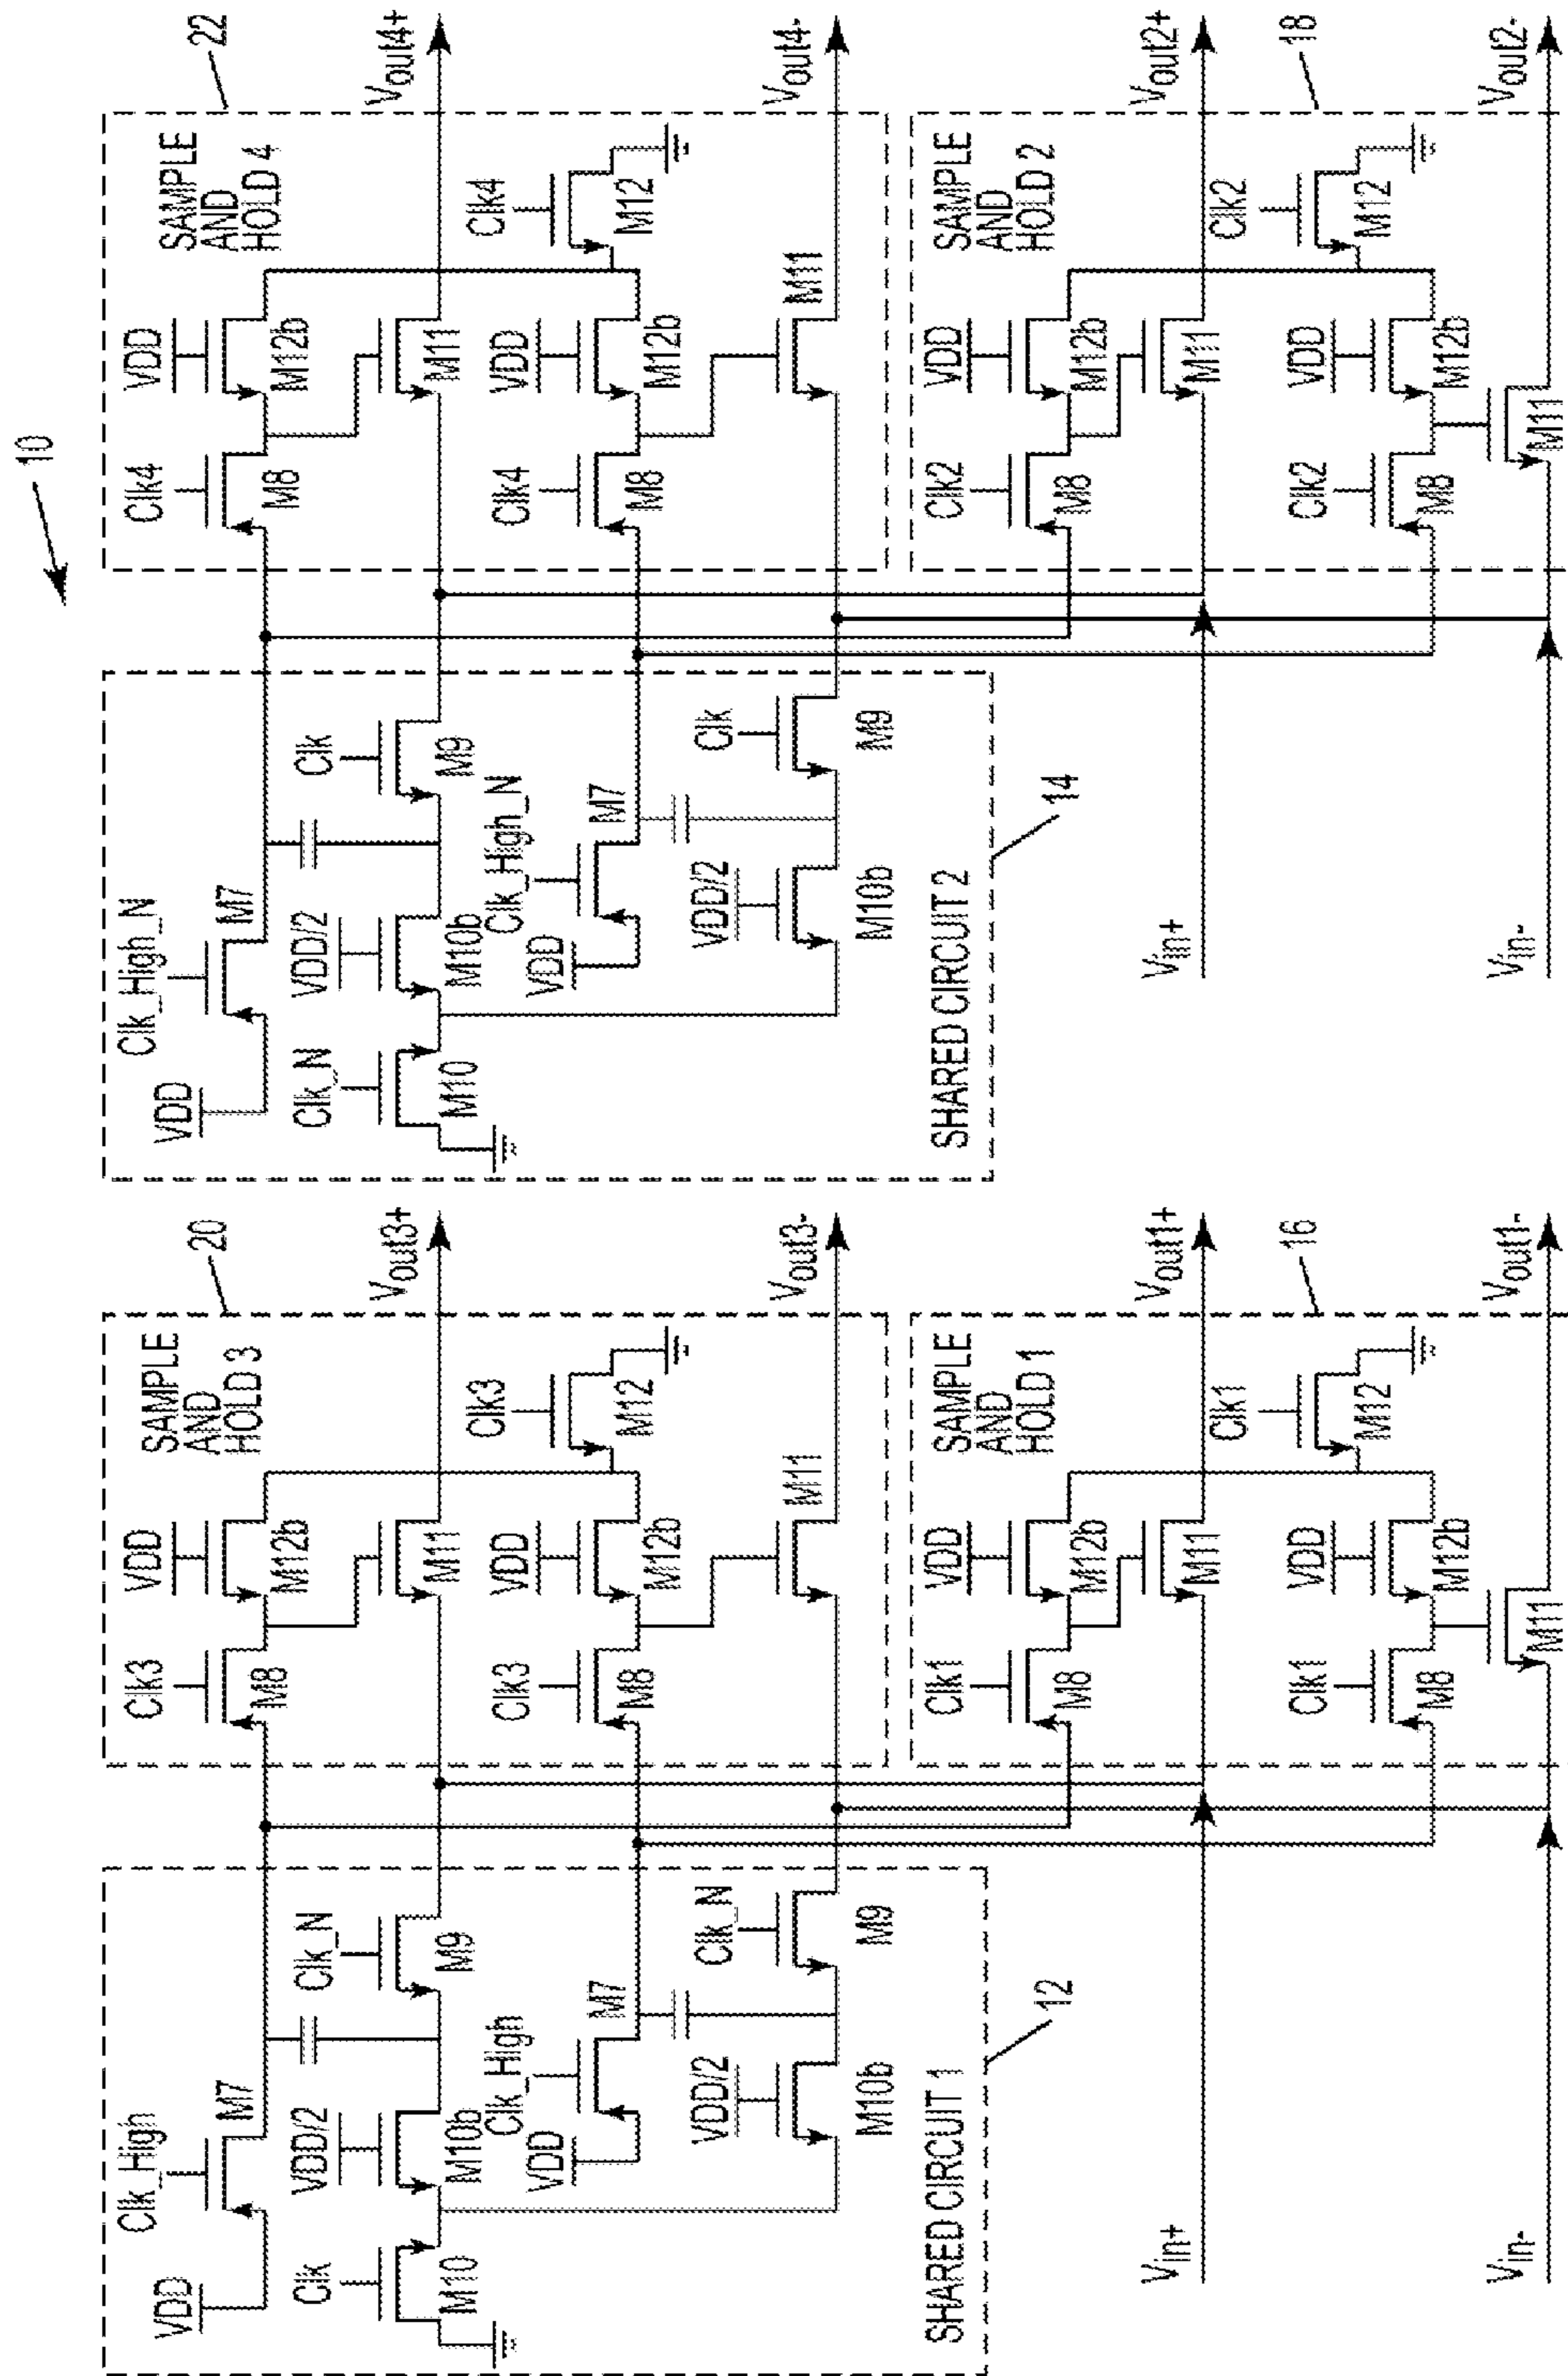 10
Clk_High
M7
VDD
Clk_N
M9
VDD/2
M10b
Clk
M10
Clk_High
M7
VDD
Clk_N
M9
VDD/2
M10b
SHARED CIRCUIT 1
12
Clk3
M8
VDD
M12b
M11
SAMPLE
AND
HOLD 3
20
Vout3+
Clk3
M8
VDD
M12b
Clk3
M12
M11
Vout3-
Clk1
M8
VDD
M12b
M11
SAMPLE
AND
HOLD 1
16
Vout1+
Clk1
M8
VDD
M12b
Clk1
M12
M11
Vout1-
Vin+
Vin-
Clk_High_N
M7
VDD
Clk
M9
VDD/2
M10b
Clk_N
M10
Clk_High_N
M7
VDD
Clk
M9
VDD/2
M10b
SHARED CIRCUIT 2
14
Clk4
M8
VDD
M12b
M11
SAMPLE
AND
HOLD 4
22
Vout4+
Clk4
M8
VDD
M12b
Clk4
M12
M11
Vout4-
Clk2
M8
VDD
M12b
M11
SAMPLE
AND
HOLD 2
18
Vout2+
Clk2
M8
VDD
M12b
Clk2
M12
M11
Vout2-
Vin+
Vin-